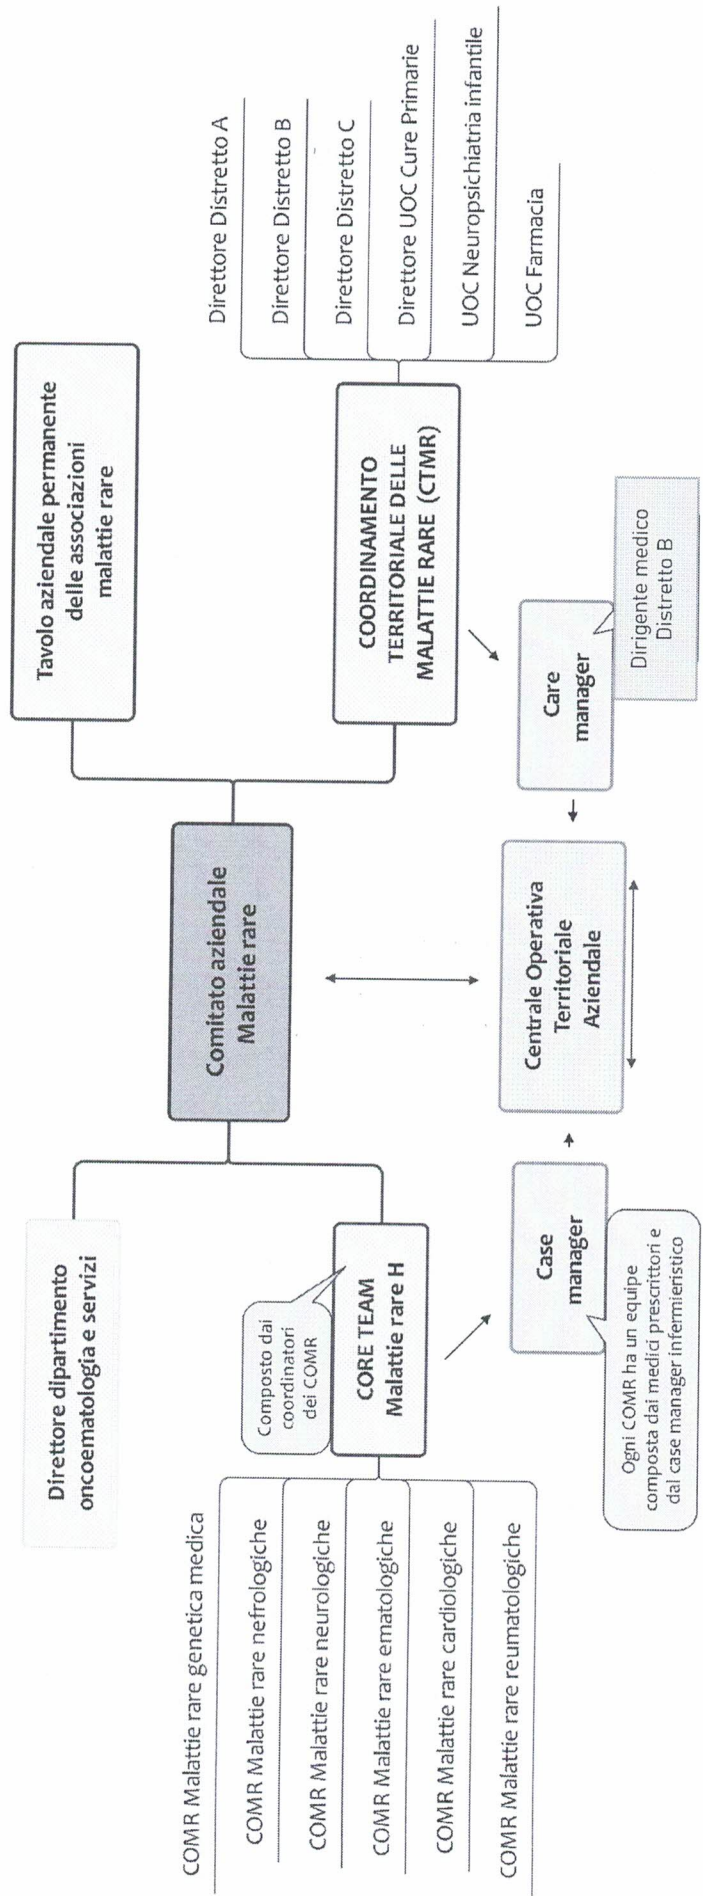 Direttore dipartimento
oncoematologia e servizi
Tavolo aziendale permanente
delle associazioni
malattie rare
Comitato aziendale
Malattie rare
COMR Malattie rare genetica medica
COMR Malattie rare nefrologiche
COMR Malattie rare neurologiche
COMR Malattie rare ematologiche
COMR Malattie rare cardiologiche
COMR Malattie rare reumatologiche
Composto dai
coordinatori
dei COMR
CORE TEAM
Malattie rare H
COORDINAMENTO
TERRITORIALE DELLE
MALATTIE RARE (CTMR)
Direttore Distretto A
Direttore Distretto B
Direttore Distretto C
Direttore UOC Cure Primarie
UOC Neuropsichiatria infantile
UOC Farmacia
Case
manager
Ogni COMR ha un equipe
composta dai medici prescrittori e
dal case manager infermieristico
Centrale Operativa
Territoriale
Aziendale
Care
manager
Dirigente medico
Distretto B